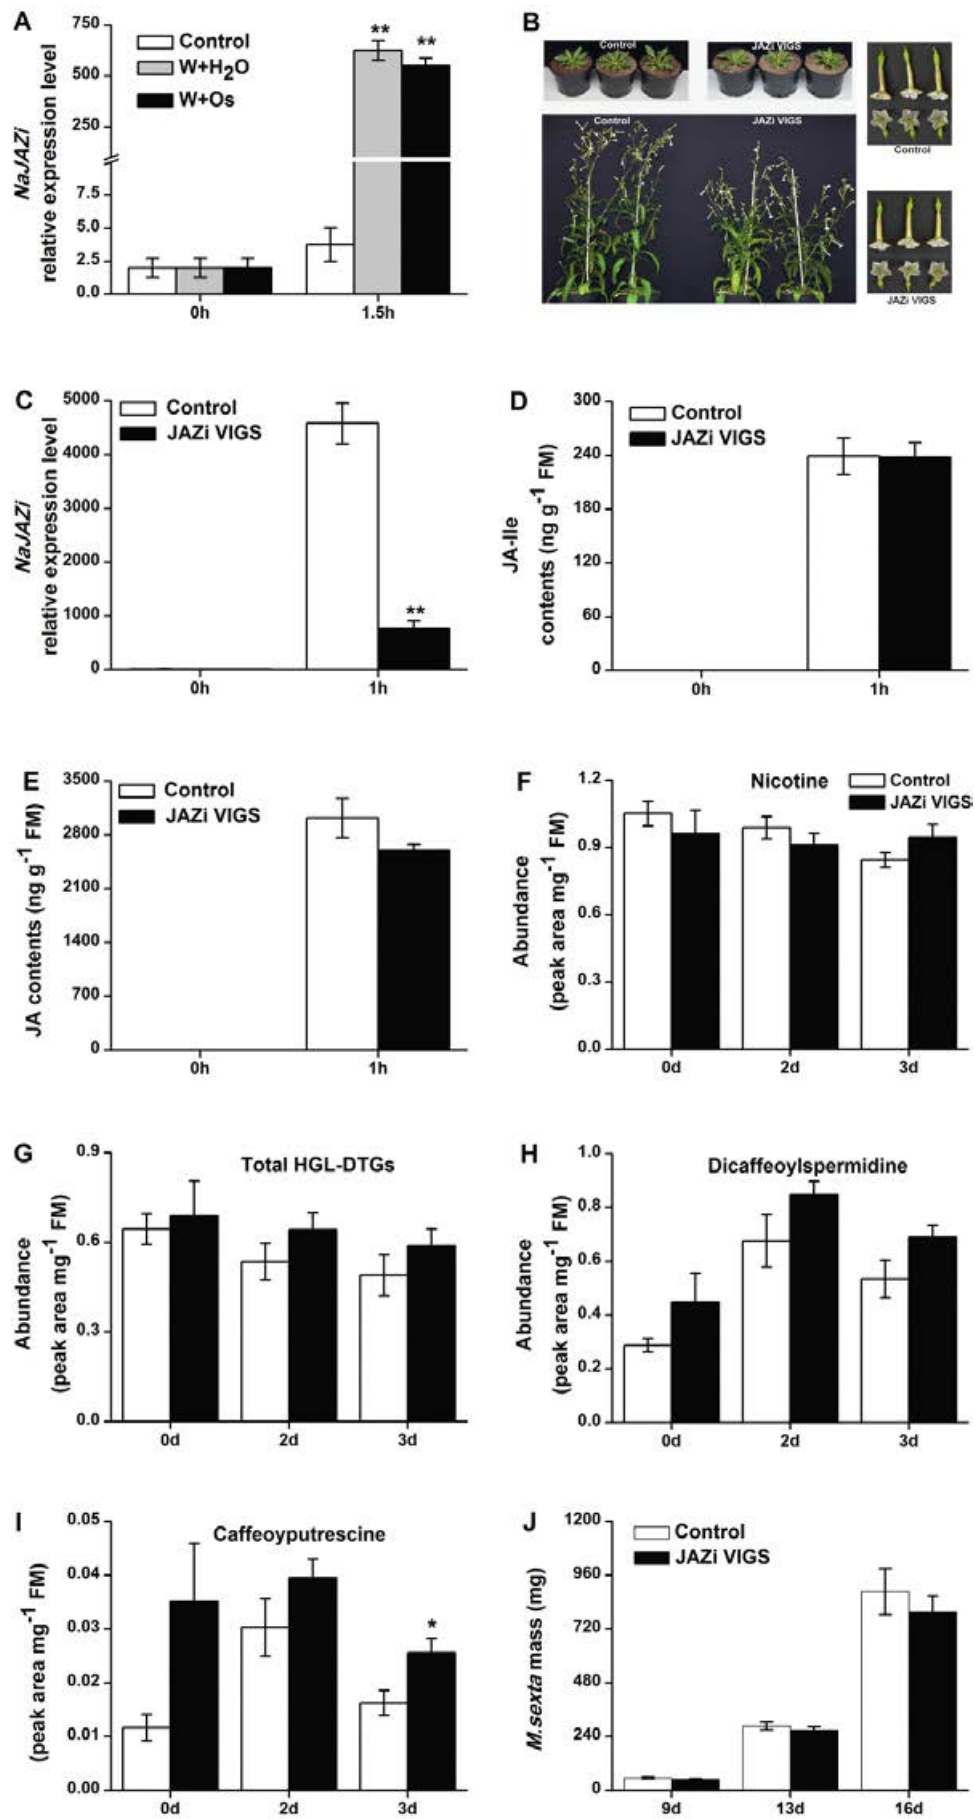 A
NaJAZi
relative expression level
750
500
250
7.5
5.0
2.5
0.0
Control
W+H2O
W+Os
**
**
0h
1.5h
B
Control
JAZi VIGS
Control
JAZi VIGS
Control
JAZi VIGS
C
NaJAZi
relative expression level
5000
4000
3000
2000
1000
0
Control
JAZi VIGS
**
0h
1h
D
JA-Ile
contents (ng g-1 FM)
300
240
180
120
60
0
Control
JAZi VIGS
0h
1h
E
JA contents (ng g-1 FM)
3500
2800
2100
1400
700
0
Control
JAZi VIGS
0h
1h
F
Abundance
(peak area mg-1 FM)
1.2
0.9
0.6
0.3
0.0
Nicotine
Control
JAZi VIGS
0d
2d
3d
G
Abundance
(peak area mg-1 FM)
0.9
0.6
0.3
0.0
Total HGL-DTGs
0d
2d
3d
H
Abundance
(peak area mg-1 FM)
1.0
0.8
0.6
0.4
0.2
0.0
Dicaffeoylspermidine
0d
2d
3d
I
(peak area mg-1 FM)
0.05
0.04
0.03
0.02
0.01
0.00
Caffeoyputrescine
*
0d
2d
3d
J
M.sexta mass (mg)
1200
960
720
480
240
0
Control
JAZi VIGS
9d
13d
16d